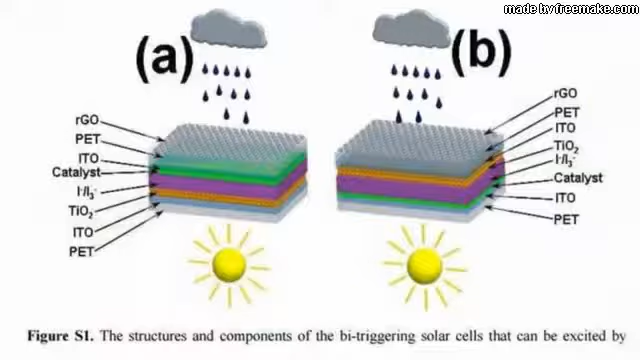 made by freemake.com
(a)
(b)
rGO
PET
ITO
Catalyst
I-/I3-
TiO2
ITO
PET
rGO
PET
ITO
TiO2
I-/I3-
Catalyst
ITO
PET
Figure S1. The structures and components of the bi-triggering solar cells that can be excited by